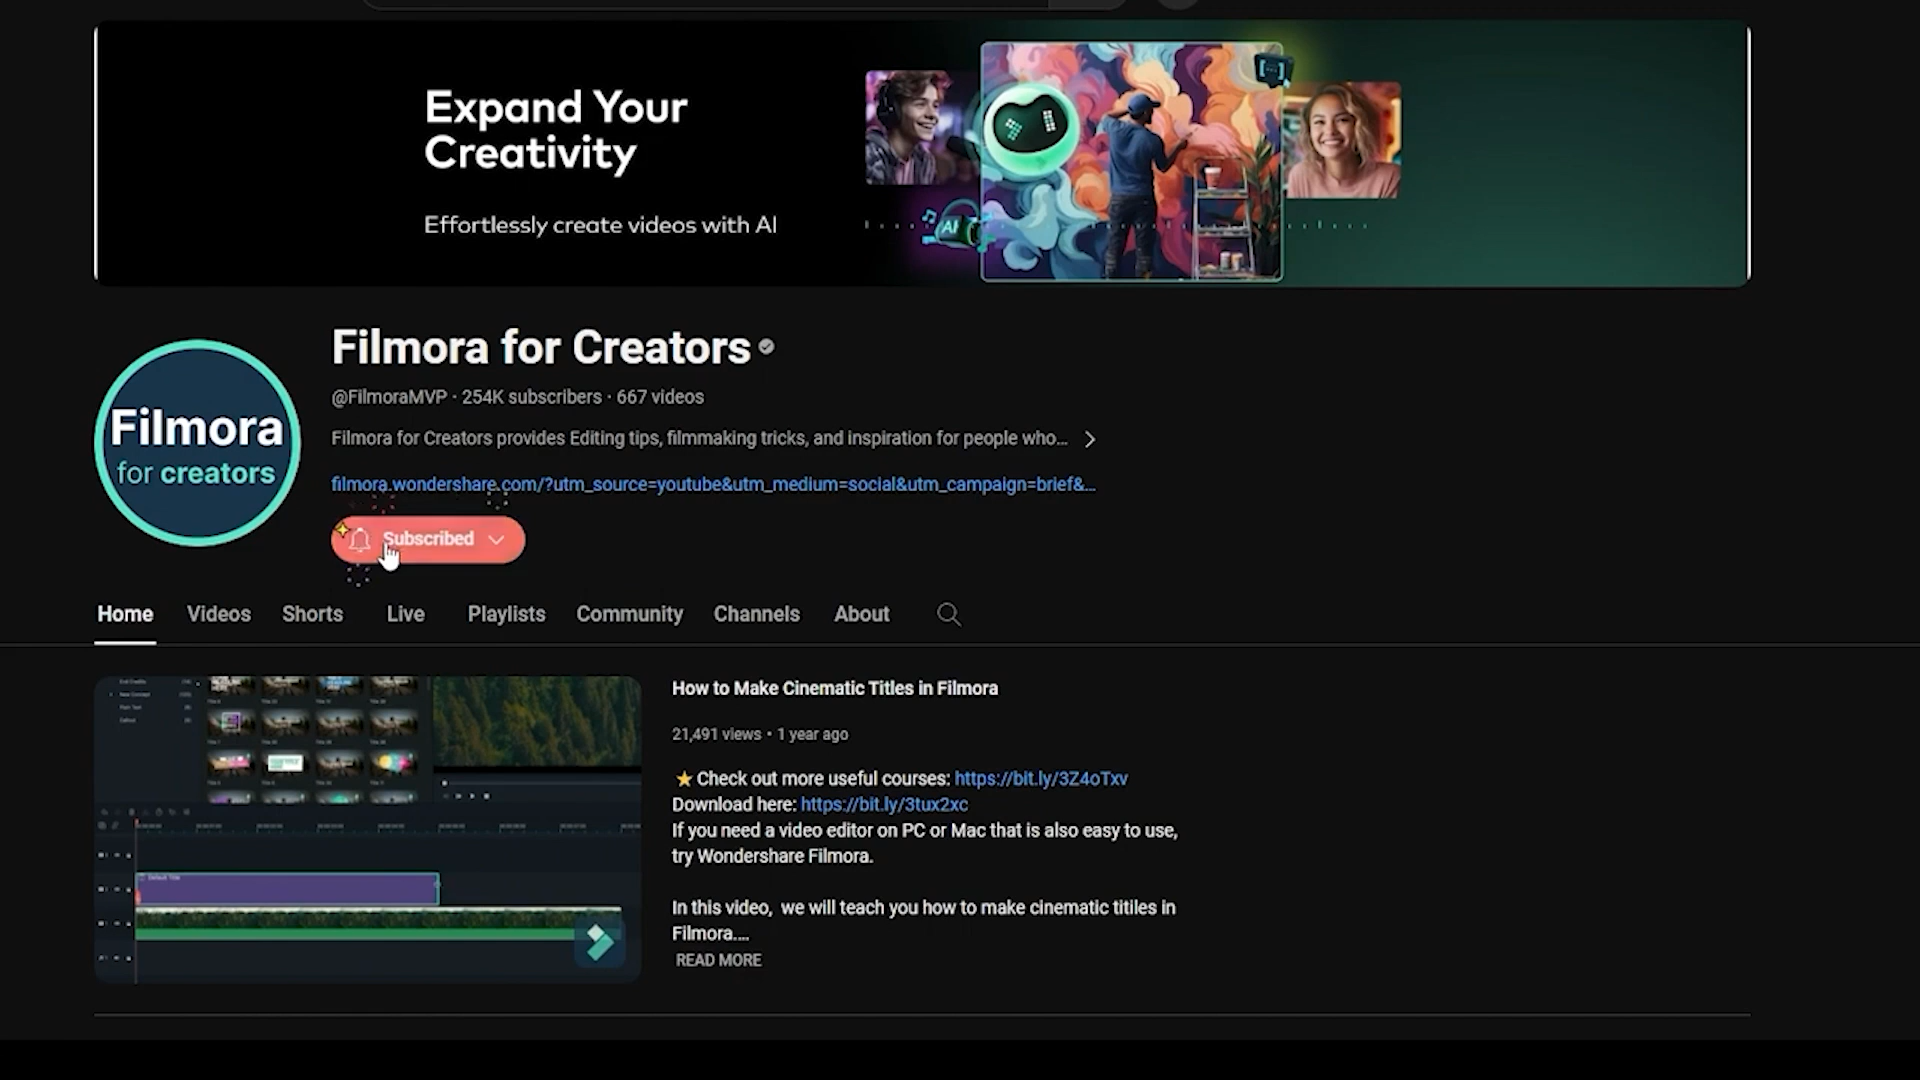 Expand Your
Creativity
Effortlessly create videos with AI
AI
Filmora
for creators
Filmora for Creators
@FilmoraMVP · 254K subscribers · 667 videos
Filmora for Creators provides Editing tips, filmmaking tricks, and inspiration for people who...
filmora.wondershare.com/?utm_source=youtube&utm_medium=social&utm_campaign=brief&...
Subscribed
Home Videos Shorts Live Playlists Community Channels About
How to Make Cinematic Titles in Filmora
21,491 views • 1 year ago
Check out more useful courses: https://bit.ly/3Z4oTxv
Download here: https://bit.ly/3tux2xc
If you need a video editor on PC or Mac that is also easy to use,
try Wondershare Filmora.
In this video, we will teach you how to make cinematic titiles in
Filmora....
READ MORE
Default Title